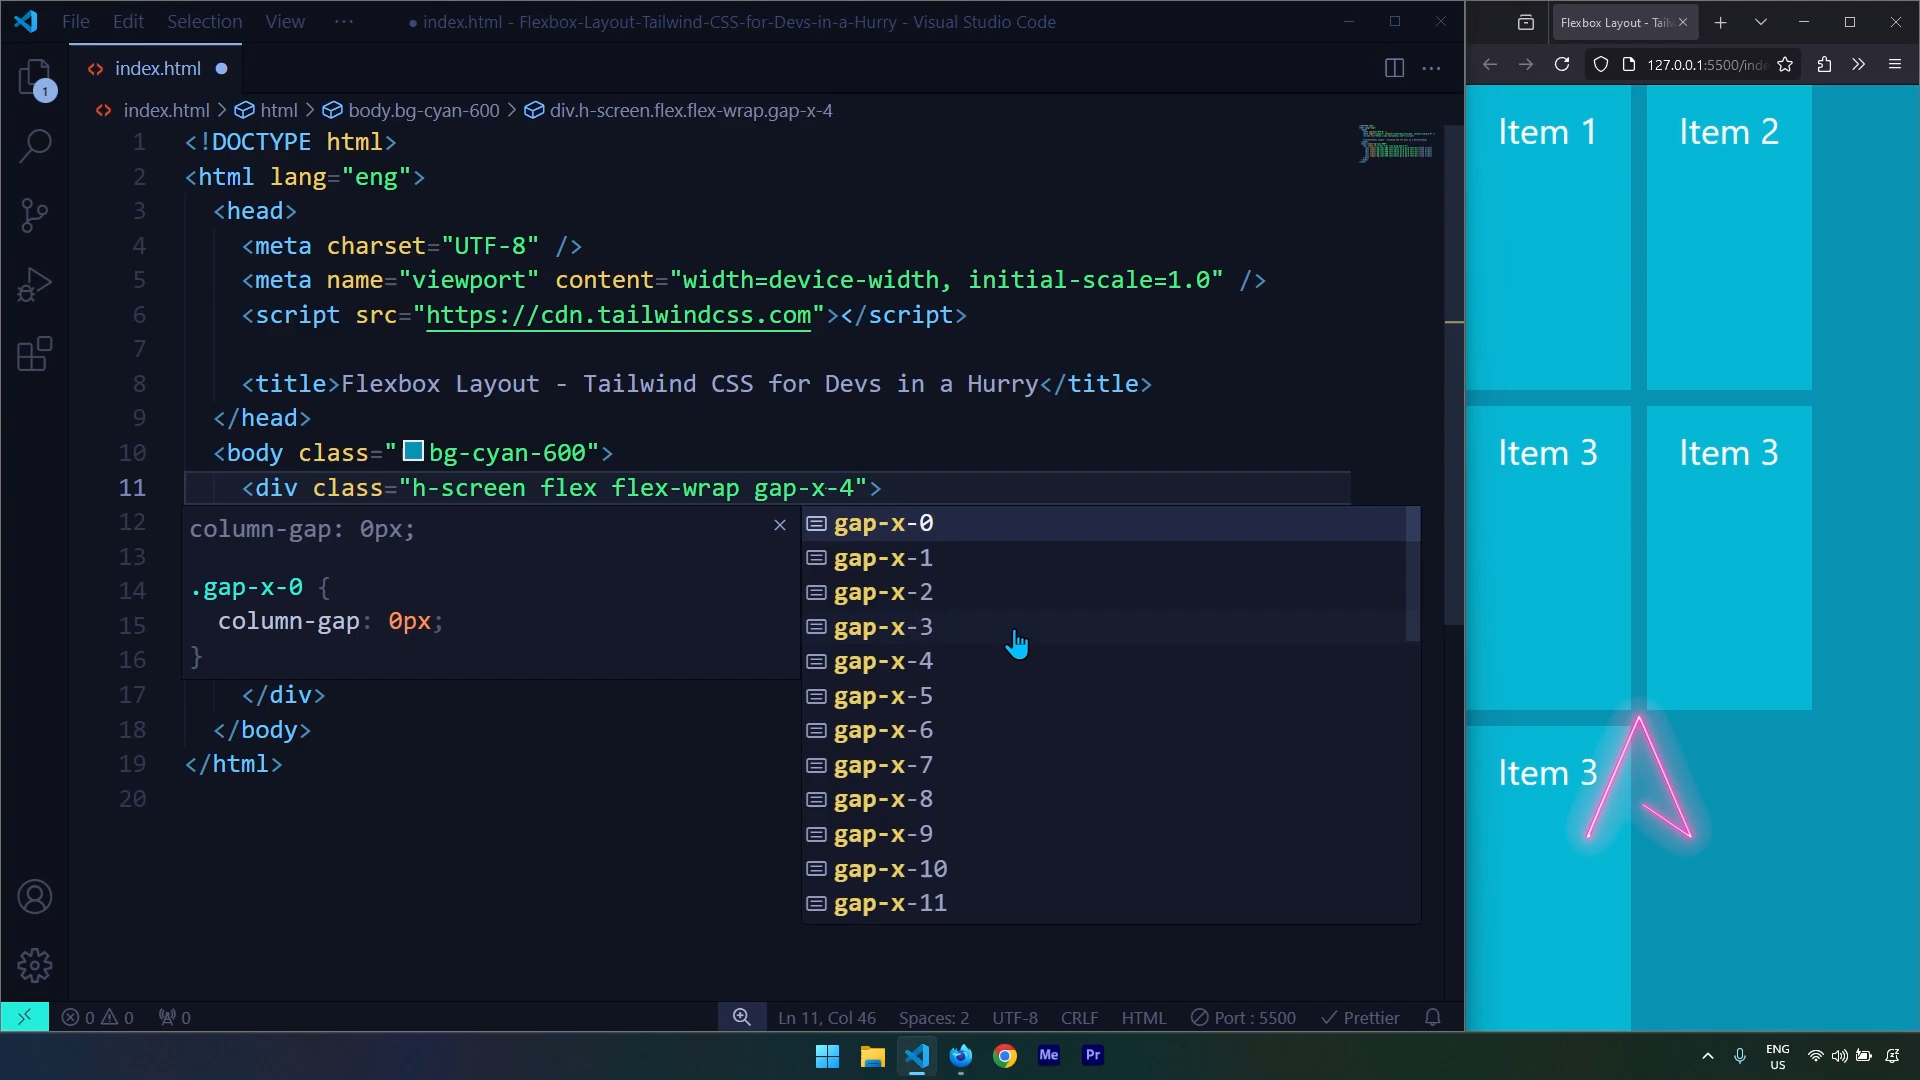 File Edit Selection View ··· ● index.html - Flexbox-Layout-Tailwind-CSS-for-Devs-in-a-Hurry - Visual Studio Code
index.html
index.html > html > body.bg-cyan-600 > div.h-screen.flex.flex-wrap.gap-x-4
1 <!DOCTYPE html>
2 <html lang="eng">
3 <head>
4 <meta charset="UTF-8" />
5 <meta name="viewport" content="width=device-width, initial-scale=1.0" />
6 <script src="https://cdn.tailwindcss.com"></script>
7
8 <title>Flexbox Layout - Tailwind CSS for Devs in a Hurry</title>
9 </head>
10 <body class="bg-cyan-600">
11 <div class="h-screen flex flex-wrap gap-x-4">
12
13
14
15
16
17 </div>
18 </body>
19 </html>
20
column-gap: 0px;
.gap-x-0 {
column-gap: 0px;
}
gap-x-0
gap-x-1
gap-x-2
gap-x-3
gap-x-4
gap-x-5
gap-x-6
gap-x-7
gap-x-8
gap-x-9
gap-x-10
gap-x-11
1
0 0 0
Ln 11, Col 46 Spaces: 2 UTF-8 CRLF HTML Port : 5500 Prettier
Flexbox Layout - Tailw
127.0.0.1:5500/inde
Item 1 Item 2
Item 3 Item 3
Item 3
Me Pr
ENG
US